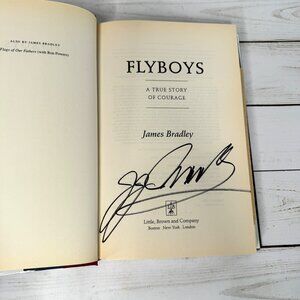 ALSO BY JAMES BRADLEY
Flags of Our Fathers (with Ron Powers)
FLYBOYS
A TRUE STORY
OF COURAGE
James Bradley
Little, Brown and Company
Boston New York London